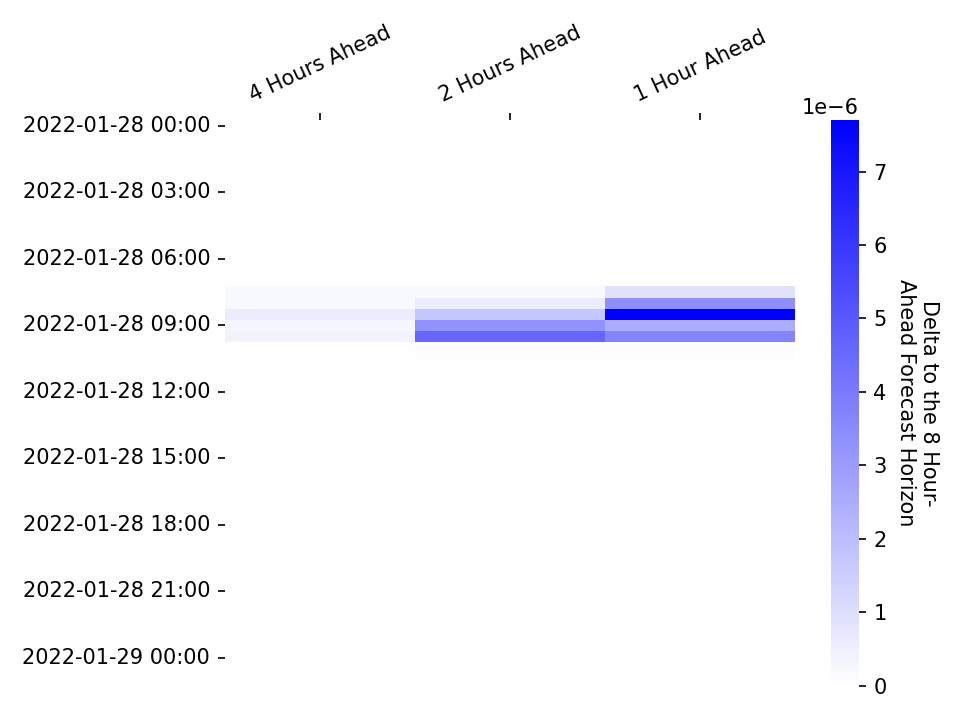 4 Hours Ahead
2 Hours Ahead
1 Hour Ahead
2022-01-28 00:00
2022-01-28 03:00
2022-01-28 06:00
2022-01-28 09:00
2022-01-28 12:00
2022-01-28 15:00
2022-01-28 18:00
2022-01-28 21:00
2022-01-29 00:00
1e−6
7
6
5
4
3
2
1
0
Delta to the 8 Hour-
Ahead Forecast Horizon